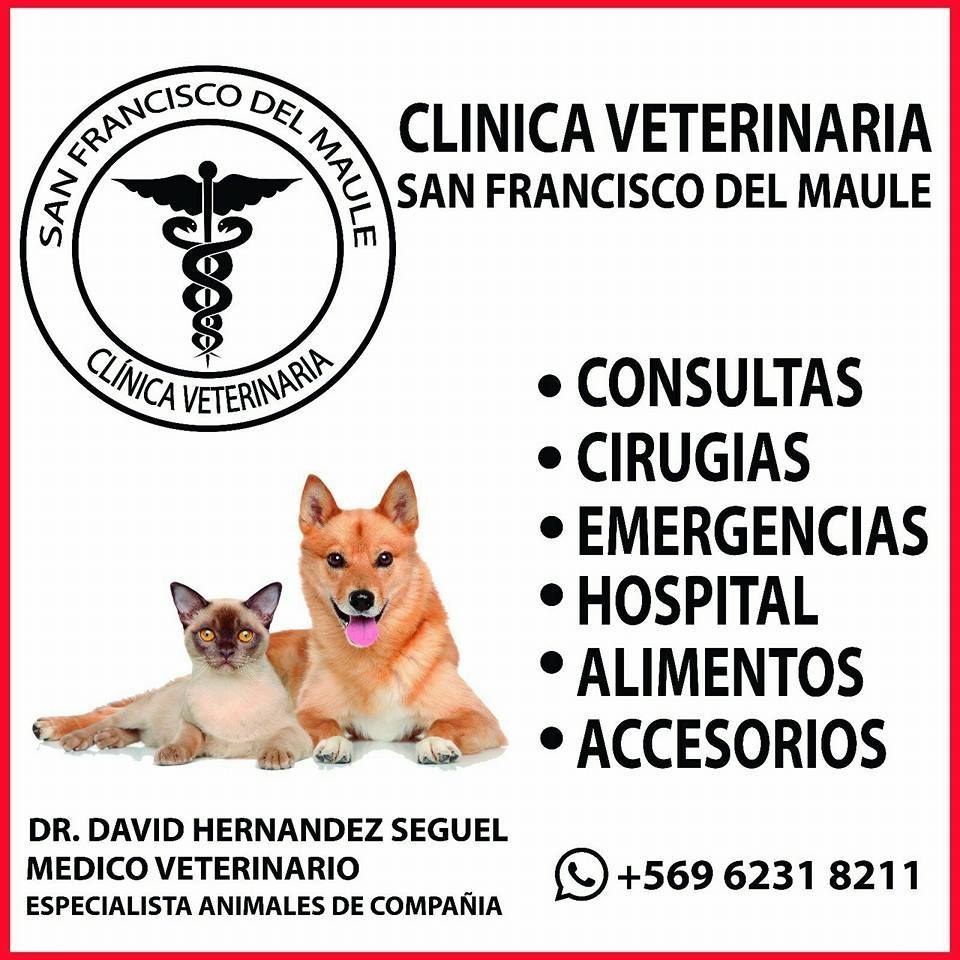 SAN FRANCISCO DEL MAULE
CLÍNICA VETERINARIA
CLINICA VETERINARIA
SAN FRANCISCO DEL MAULE
• CONSULTAS
• CIRUGIAS
• EMERGENCIAS
• HOSPITAL
• ALIMENTOS
• ACCESORIOS
DR. DAVID HERNANDEZ SEGUEL
MEDICO VETERINARIO
ESPECIALISTA ANIMALES DE COMPAÑIA
+569 6231 8211